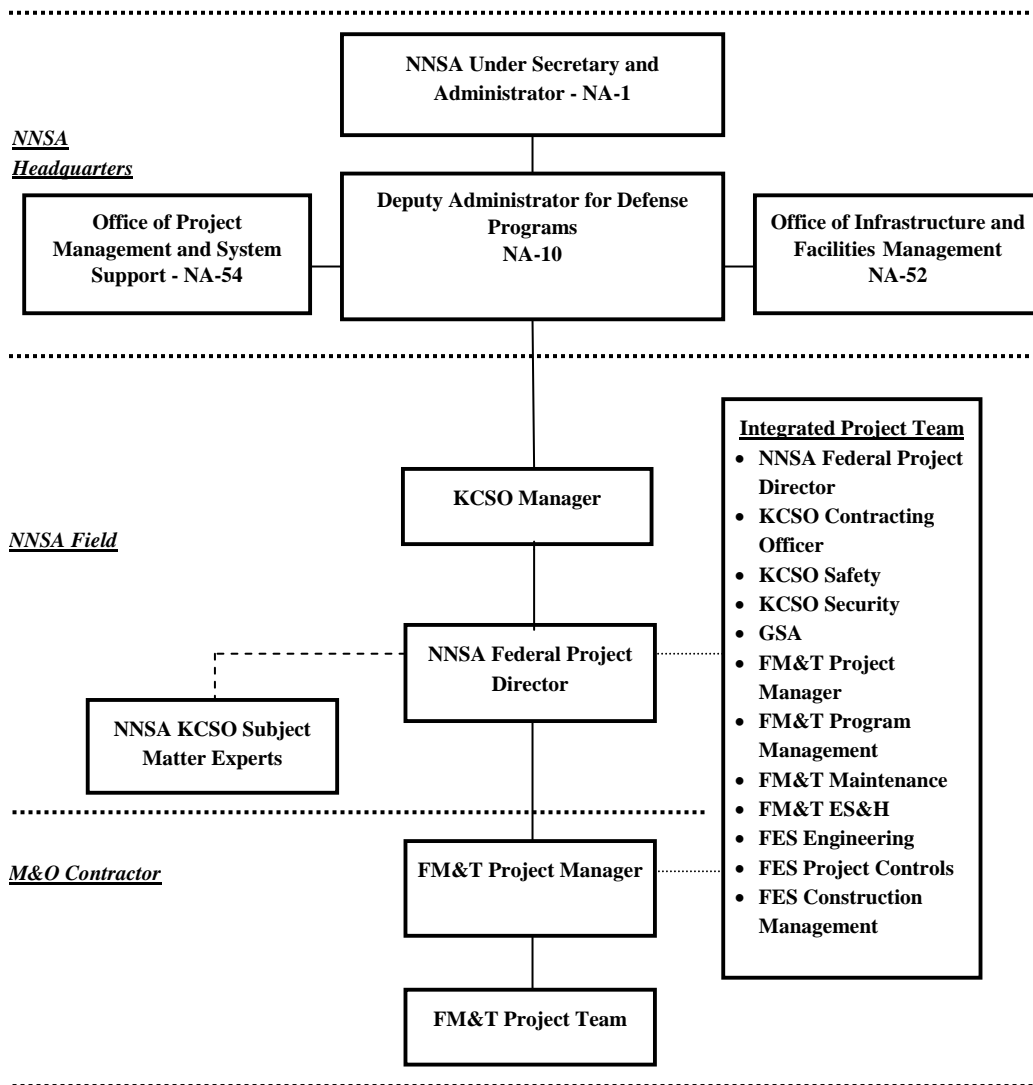 NNSA Under Secretary and
Administrator - NA-1
NNSA
Headquarters
Office of Project
Management and System
Support - NA-54
Deputy Administrator for Defense
Programs
NA-10
Office of Infrastructure and
Facilities Management
NA-52
KCSO Manager
NNSA Field
NNSA Federal Project
Director
NNSA KCSO Subject
Matter Experts
Integrated Project Team
• NNSA Federal Project
Director
• KCSO Contracting
Officer
• KCSO Safety
• KCSO Security
• GSA
• FM&T Project
Manager
• FM&T Program
Management
• FM&T Maintenance
• FM&T ES&H
• FES Engineering
• FES Project Controls
• FES Construction
Management
M&O Contractor
FM&T Project Manager
FM&T Project Team